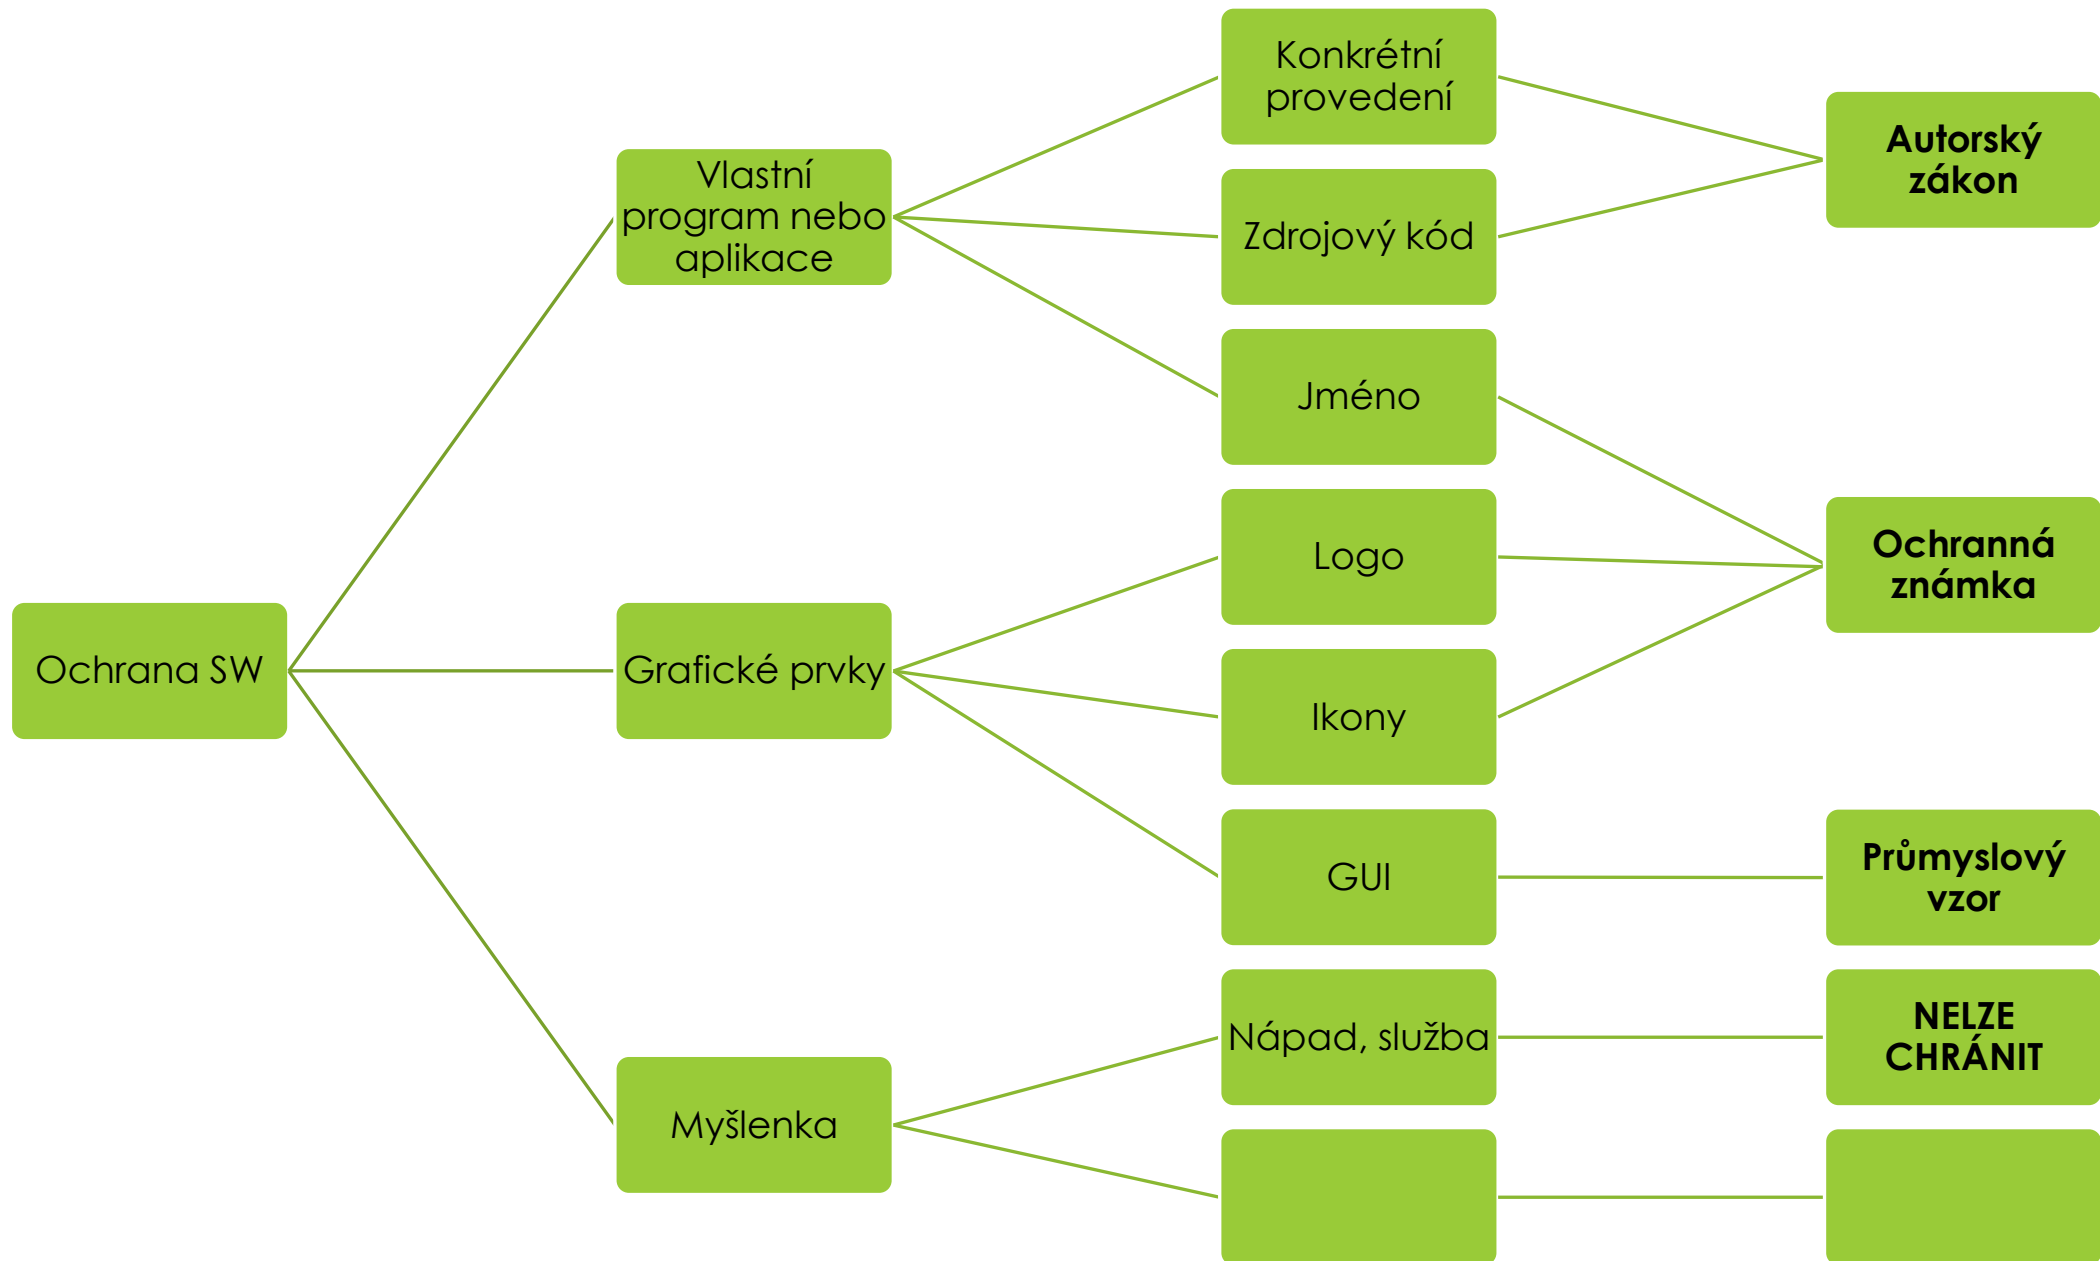 Konkrétní
provedení
Autorský
zákon
Vlastní
program nebo
aplikace
Zdrojový kód
Jméno
Logo
Ochranná
známka
Ochrana SW
Grafické prvky
Ikony
GUI
Průmyslový
vzor
Nápad, služba
NELZE
CHRÁNIT
Myšlenka